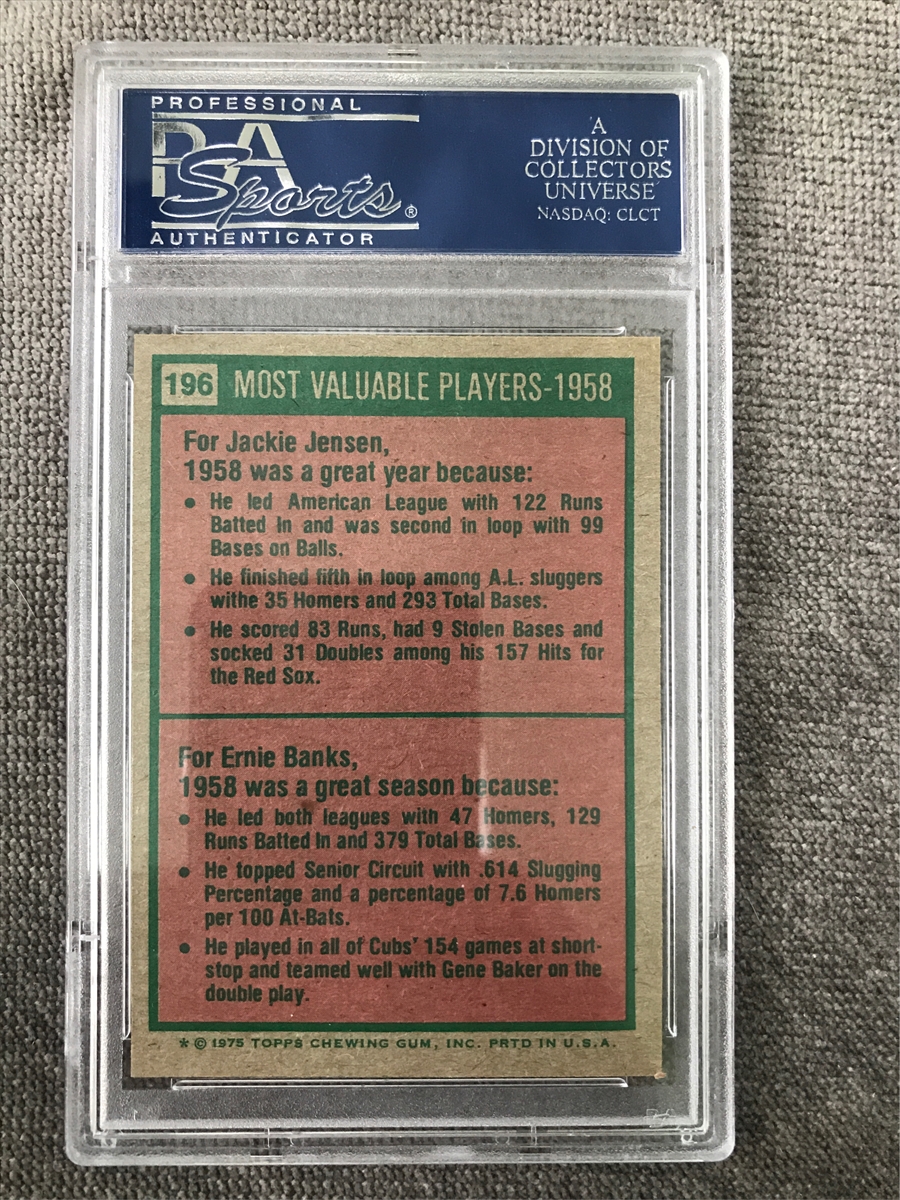 PROFESSIONAL
PSA
Sports®
AUTHENTICATOR
A
DIVISION OF
COLLECTORS
UNIVERSE
NASDAQ: CLCT
196 MOST VALUABLE PLAYERS-1958
For Jackie Jensen,
1958 was a great year because:
• He led American League with 122 Runs
Batted In and was second in loop with 99
Bases on Balls.
• He finished fifth in loop among A.L. sluggers
withe 35 Homers and 293 Total Bases.
• He scored 83 Runs, had 9 Stolen Bases and
socked 31 Doubles among his 157 Hits for
the Red Sox.
For Ernie Banks,
1958 was a great season because:
• He led both leagues with 47 Homers, 129
Runs Batted In and 379 Total Bases.
• He topped Senior Circuit with .614 Slugging
Percentage and a percentage of 7.6 Homers
per 100 At-Bats.
• He played in all of Cubs' 154 games at short-
stop and teamed well with Gene Baker on the
double play.
* © 1975 TOPPS CHEWING GUM, INC. PRTD IN U.S.A.